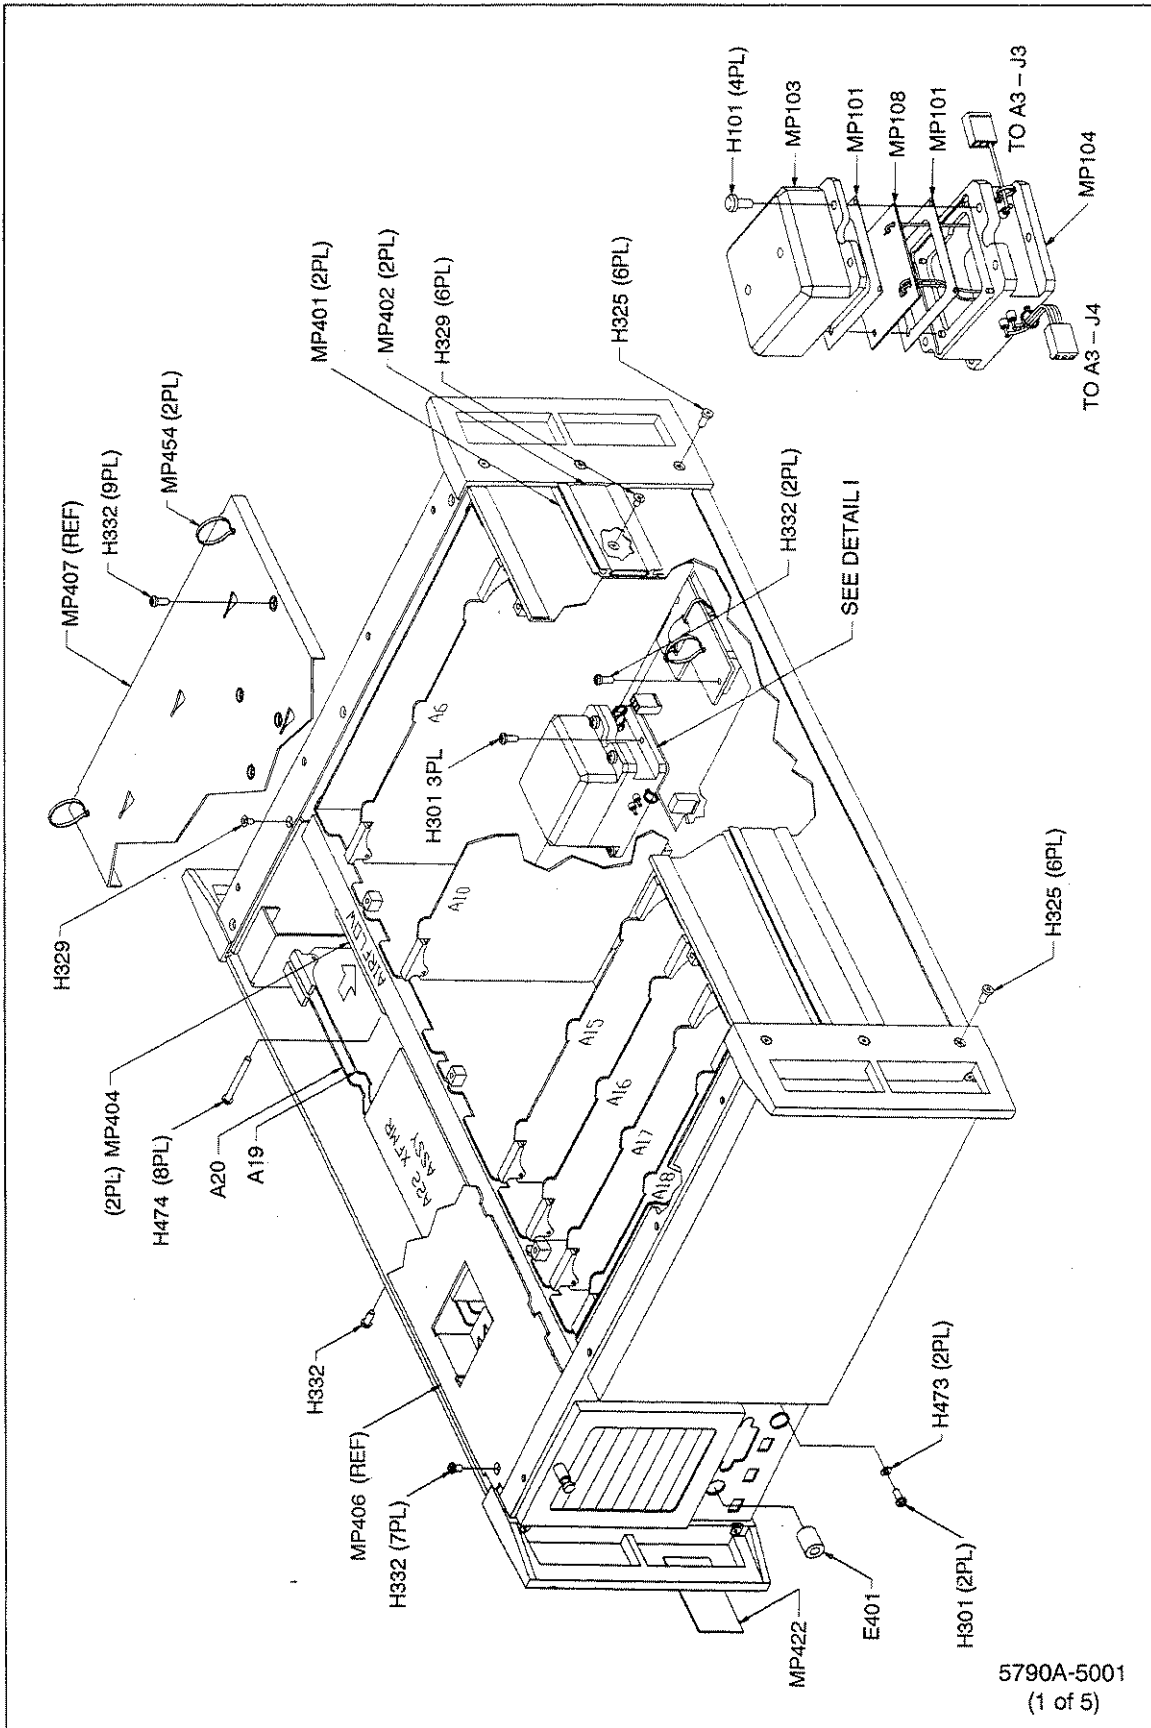 H101 (4PL)
MP103
MP101
MP108
MP101
TO A3 – J3
MP104
TO A3 – J4
MP401 (2PL)
MP402 (2PL)
H329 (6PL)
H325 (6PL)
H332 (2PL)
SEE DETAIL I
MP407 (REF)
H332 (9PL)
MP454 (2PL)
H329
(2PL) MP404
H474 (8PL)
A20
A19
H332
MP406 (REF)
H332 (7PL)
A6
H301 3PL
A10
AIRFLOW
A22 XFMR
ASSY
A15
A16
A17
A18
H325 (6PL)
H473 (2PL)
H301 (2PL)
E401
MP422
5790A-5001
(1 of 5)